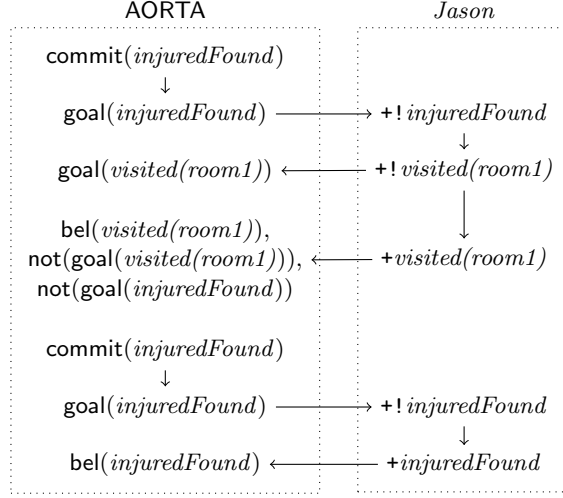 AORTA Jason
commit(injuredFound)
goal(injuredFound) +!injuredFound
goal(visited(room1)) +!visited(room1)
bel(visited(room1)),
not(goal(visited(room1))), +visited(room1)
not(goal(injuredFound))
commit(injuredFound)
goal(injuredFound) +!injuredFound
bel(injuredFound) +injuredFound